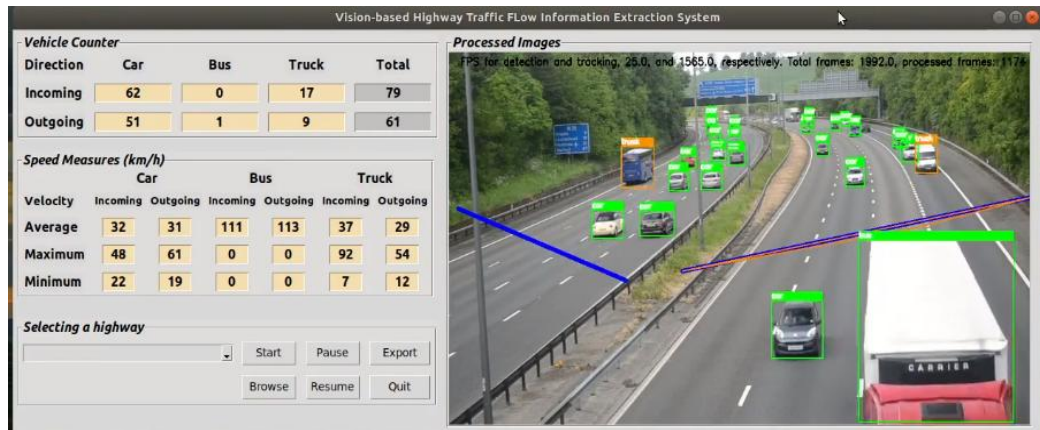 Vision-based Highway Traffic FLow Information Extraction System
Vehicle Counter
Direction Car Bus Truck Total
Incoming 62 0 17 79
Outgoing 51 1 9 61
Speed Measures (km/h)
Car Bus Truck
Velocity Incoming Outgoing Incoming Outgoing Incoming Outgoing
Average 32 31 111 113 37 29
Maximum 48 61 0 0 92 54
Minimum 22 19 0 0 7 12
Selecting a highway
Start Pause Export
Browse Resume Quit
Processed Images
FPS for detection and tracking, 25.0, and 1565.0, respectively. Total frames: 1992.0, processed frames: 1174
truck
truck
CARRIER